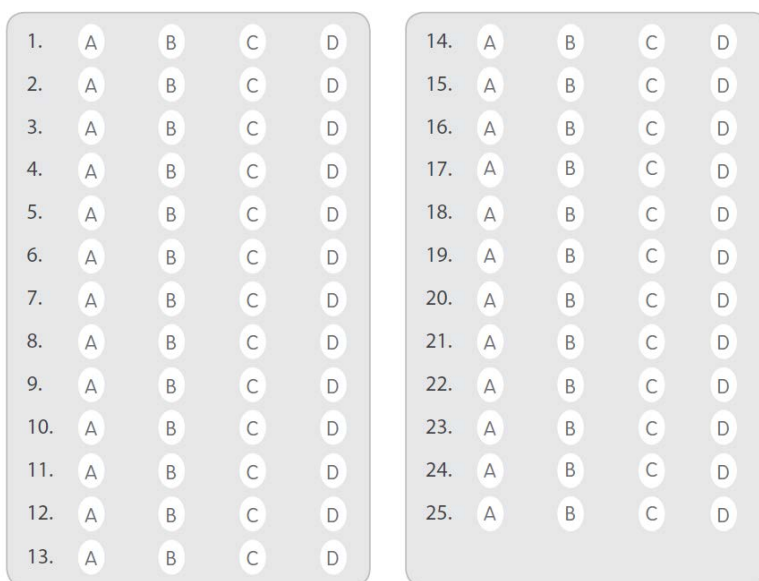 1. A B C D
2. A B C D
3. A B C D
4. A B C D
5. A B C D
6. A B C D
7. A B C D
8. A B C D
9. A B C D
10. A B C D
11. A B C D
12. A B C D
13. A B C D
14. A B C D
15. A B C D
16. A B C D
17. A B C D
18. A B C D
19. A B C D
20. A B C D
21. A B C D
22. A B C D
23. A B C D
24. A B C D
25. A B C D